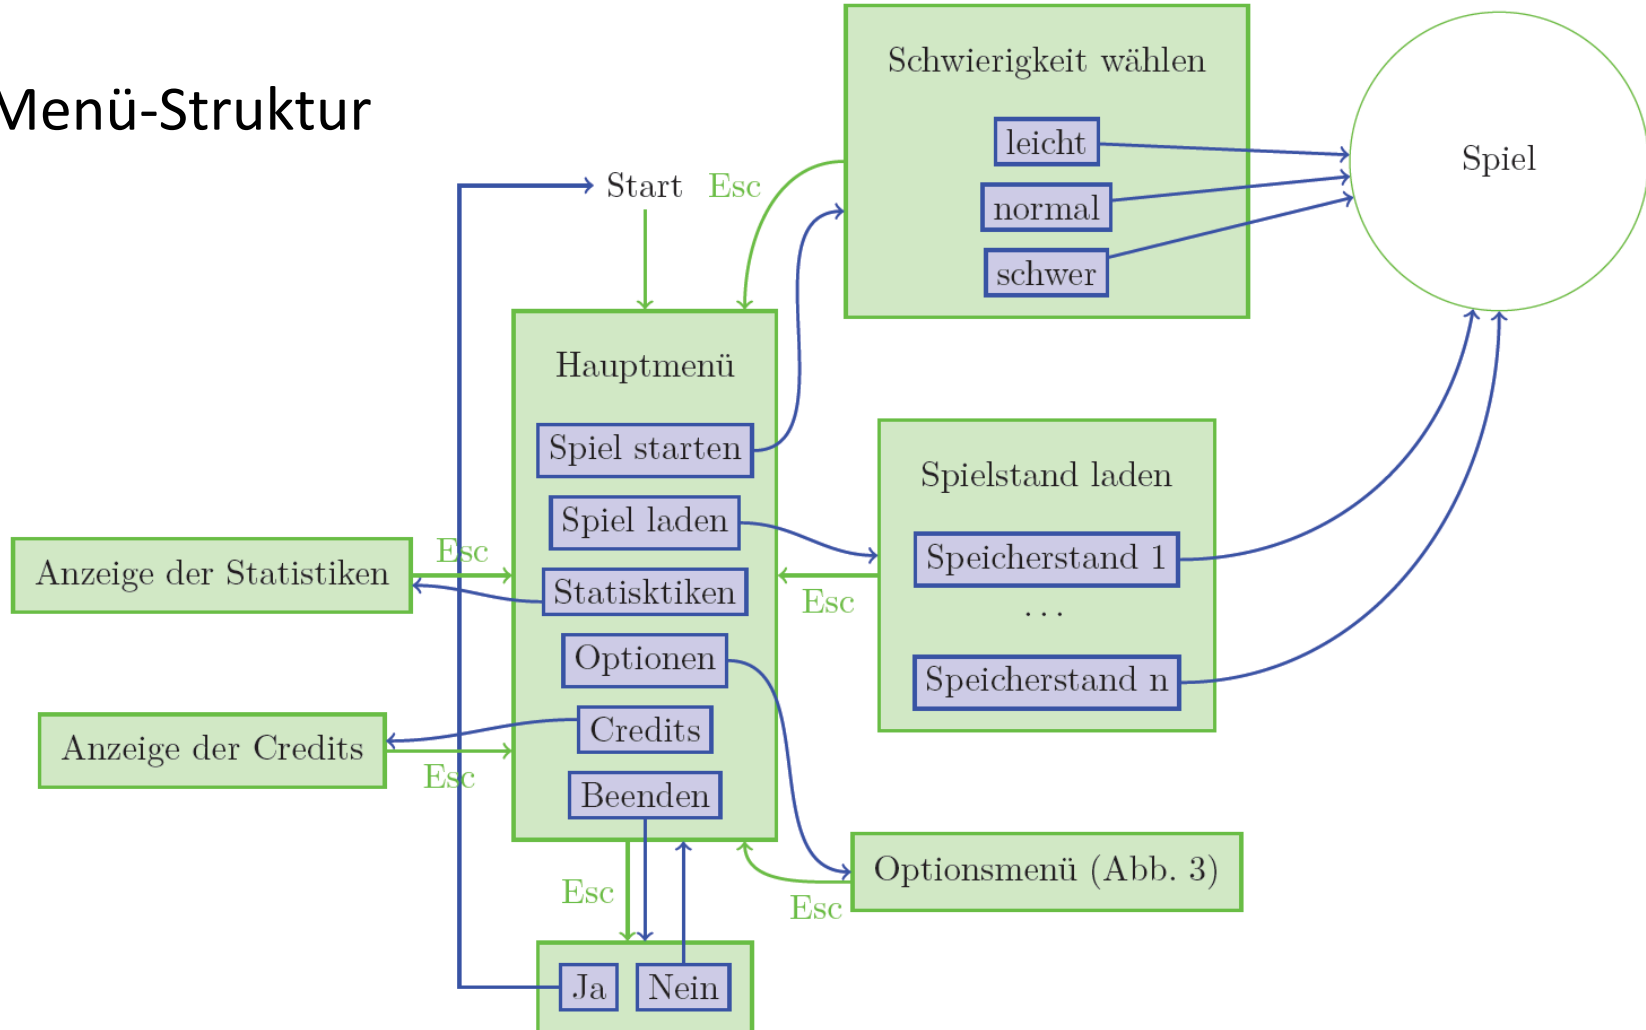 Menü-Struktur
Start
Esc
Schwierigkeit wählen
leicht
normal
schwer
Spiel
Hauptmenü
Spiel starten
Spiel laden
Statisktiken
Optionen
Credits
Beenden
Spielstand laden
Speicherstand 1
...
Speicherstand n
Esc
Anzeige der Statistiken
Esc
Anzeige der Credits
Esc
Optionsmenü (Abb. 3)
Esc
Esc
Ja
Nein